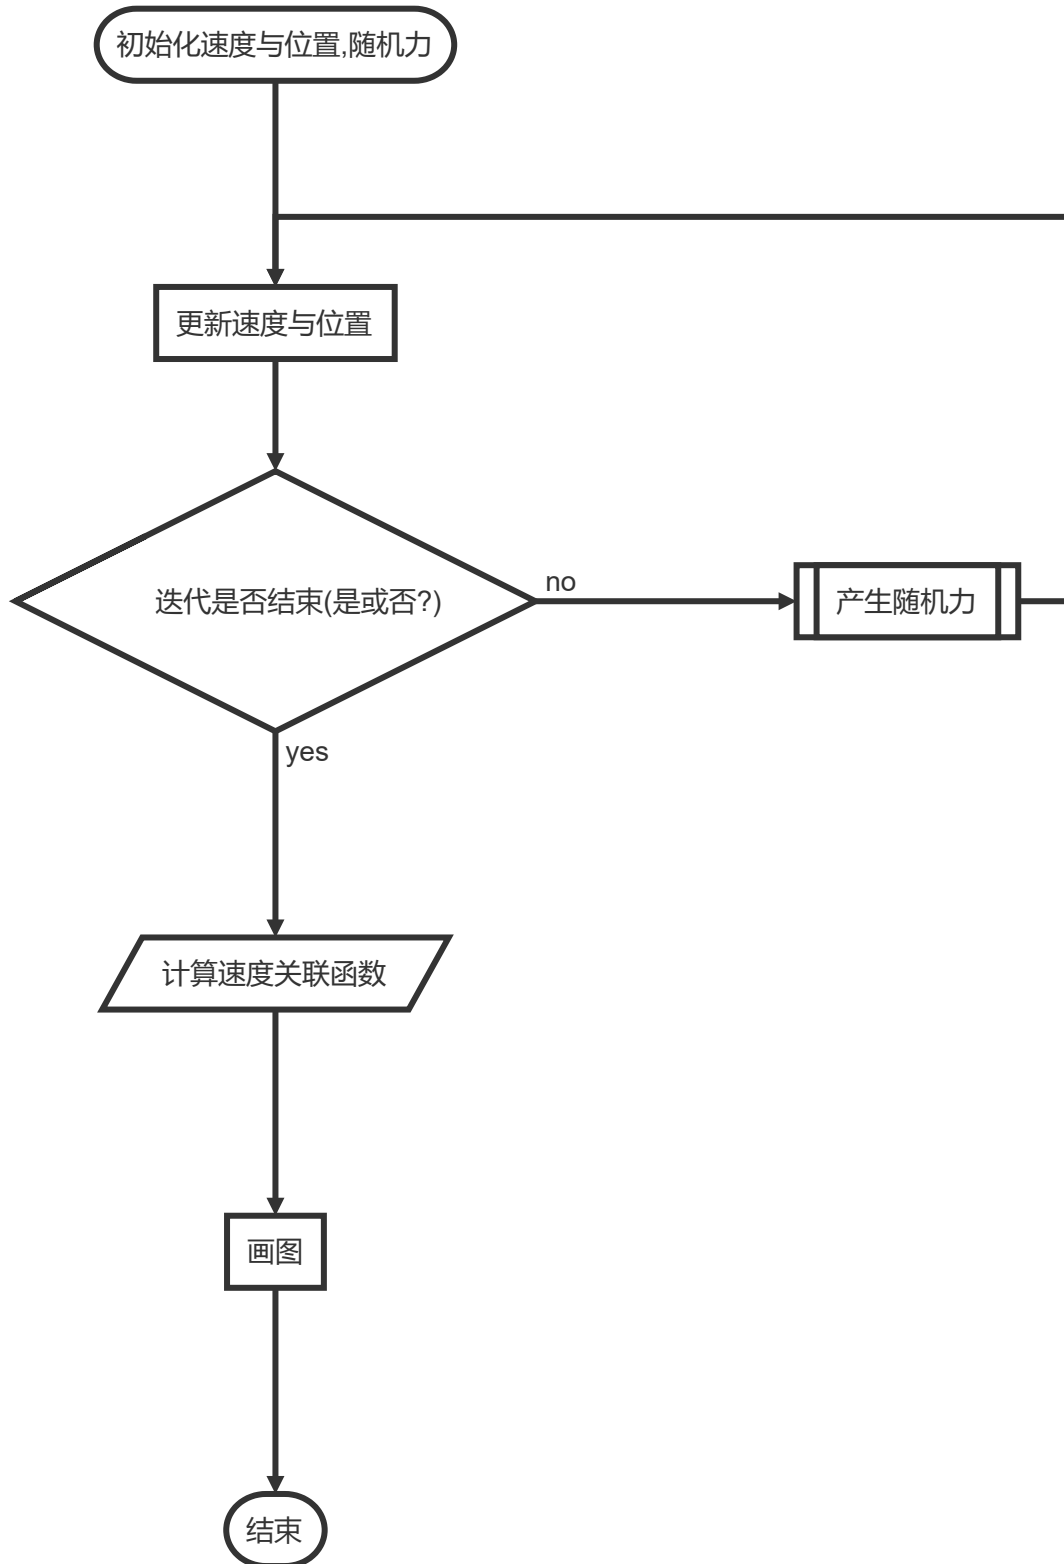 初始化速度与位置,随机力
更新速度与位置
迭代是否结束(是或否?)
no
产生随机力
yes
计算速度关联函数
画图
结束